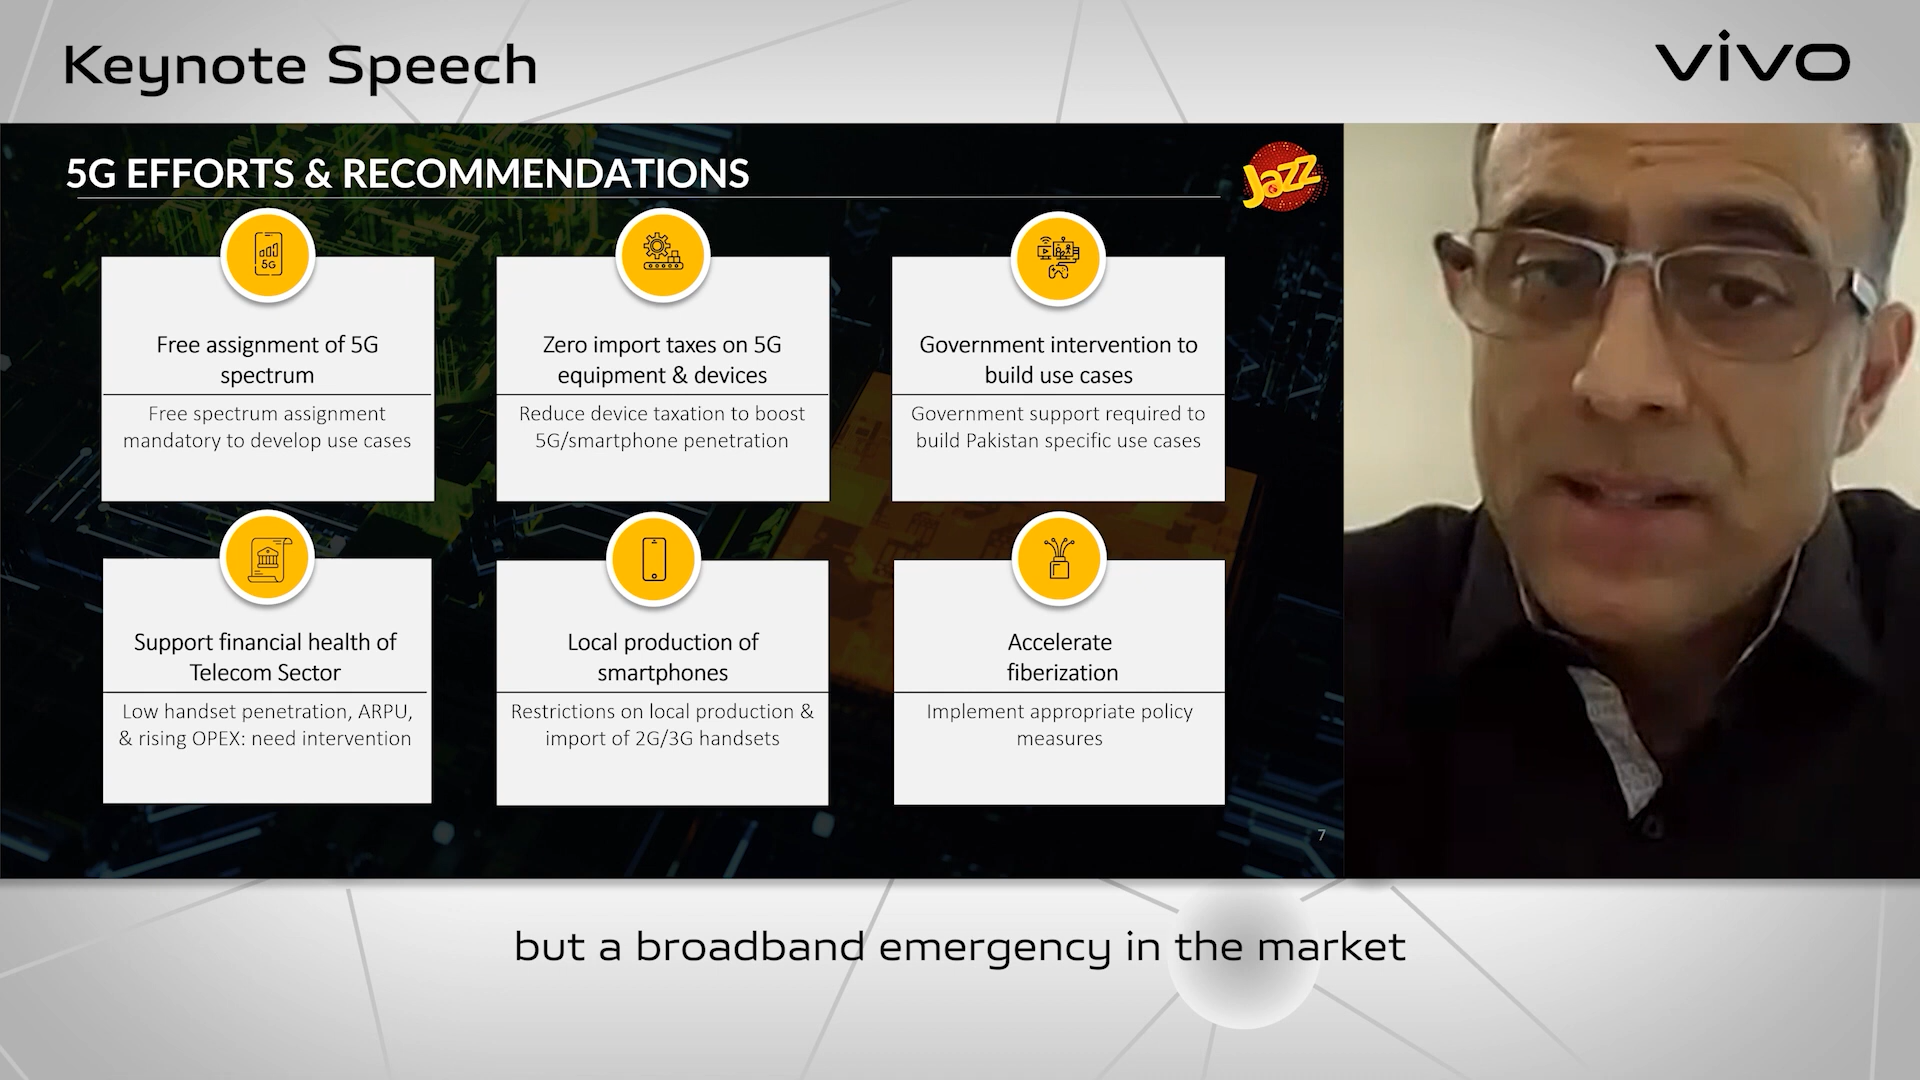 Keynote Speech
vivo
5G EFFORTS & RECOMMENDATIONS
Jazz
5G
Free assignment of 5G
spectrum
Free spectrum assignment
mandatory to develop use cases
Zero import taxes on 5G
equipment & devices
Reduce device taxation to boost
5G/smartphone penetration
Government intervention to
build use cases
Government support required to
build Pakistan specific use cases
Support financial health of
Telecom Sector
Low handset penetration, ARPU,
& rising OPEX: need intervention
Local production of
smartphones
Restrictions on local production &
import of 2G/3G handsets
Accelerate
fiberization
Implement appropriate policy
measures
7
but a broadband emergency in the market